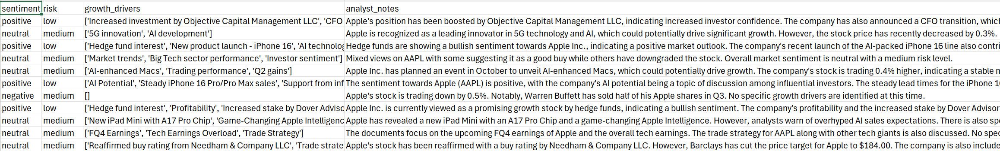 sentiment risk growth_drivers analyst_notes
positive low ['Increased investment by Objective Capital Management LLC', 'CFO Apple's position has been boosted by Objective Capital Management LLC, indicating increased investor confidence. The company has also announced a CFO transition, which
neutral medium ['5G innovation', 'AI development'] Apple is recognized as a leading innovator in 5G technology and AI, which could potentially drive significant growth. However, the stock price has recently decreased by 0.3%.
positive low ['Hedge fund interest', 'New product launch - iPhone 16', 'AI technolog Hedge funds are showing a bullish sentiment towards Apple Inc., indicating a positive market outlook. The company's recent launch of the AI-packed iPhone 16 line also contri
neutral medium ['Market trends', 'Big Tech sector performance', 'Investor sentiment'] Mixed views on AAPL with some suggesting it as a good buy while others have downgraded the stock. Overall market sentiment is neutral with a medium risk level.
neutral medium ['AI-enhanced Macs', 'Trading performance', 'Q2 gains'] Apple Inc. has planned an event in October to unveil AI-enhanced Macs, which could potentially drive growth. The company's stock is trading 0.4% higher, indicating a stable
positive low ['AI Potential', 'Steady iPhone 16 Pro/Pro Max sales', 'Support from inf The sentiment towards Apple (AAPL) is positive, with the company's AI potential being a topic of discussion among influential investors. The steady lead times for the iPhone 16
negative medium [] Apple's stock is trading down by 0.5%. Notably, Warren Buffett has sold half of his Apple shares in Q3. No specific growth drivers are identified at this time.
positive low ['Hedge fund interest', 'Profitability', 'Increased stake by Dover Adviso Apple Inc. is currently viewed as a promising growth stock by hedge funds, indicating a bullish sentiment. The company's profitability and the increased stake by Dover Advisor
neutral medium ['New iPad Mini with A17 Pro Chip', 'Game-Changing Apple Intelligenc Apple has revealed a new iPad Mini with an A17 Pro Chip and a game-changing Apple Intelligence. However, analysts warn of overhyped AI sales expectations. There is also spe
neutral medium ['FQ4 Earnings', 'Tech Earnings Overload', 'Trade Strategy'] The documents focus on the upcoming FQ4 earnings of Apple and the overall tech earnings. The trade strategy for AAPL along with other tech giants is also discussed. No spec
neutral medium ['Reaffirmed buy rating from Needham & Company LLC', 'Trade strate Apple's stock has been reaffirmed with a buy rating by Needham & Company LLC. However, Barclays has cut the price target for Apple to $184.00. The company is also include